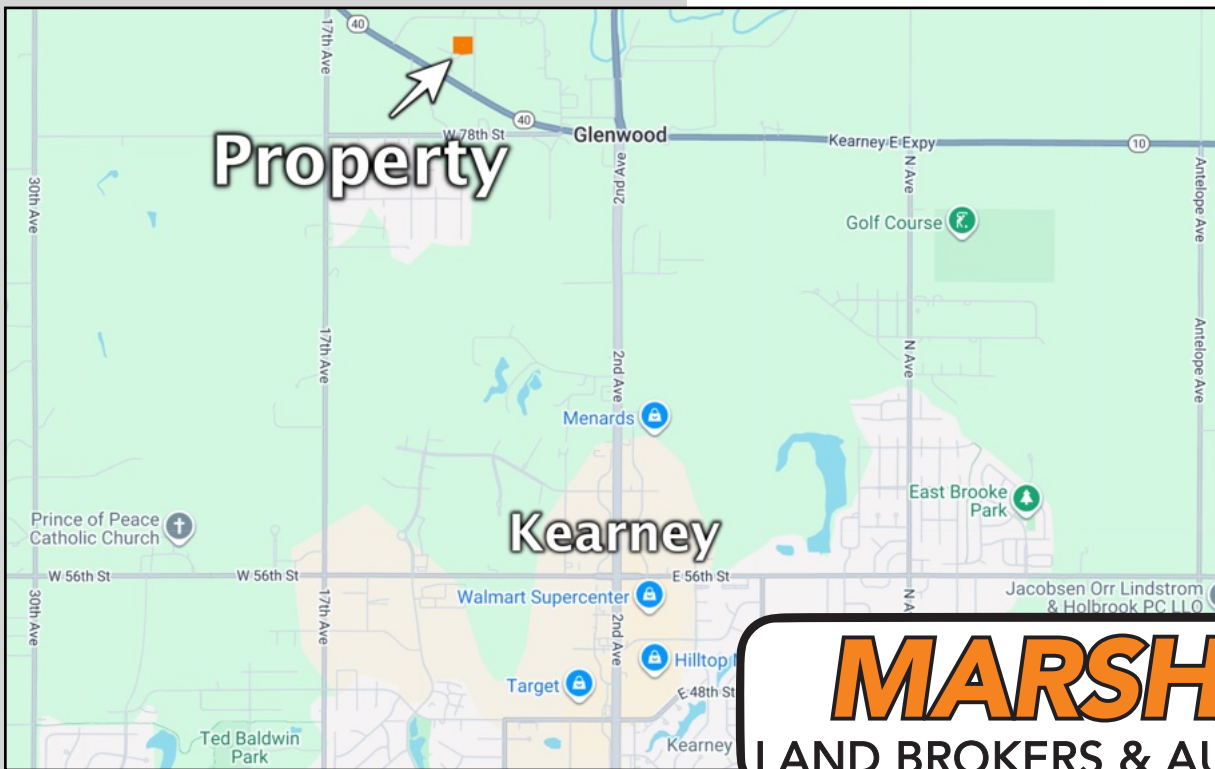 17th Ave
40
40
W 78th St
Glenwood
Kearney E Expy
10
Property
30th Ave
2nd Ave
N Ave
Antelope Ave
Golf Course
17th Ave
2nd Ave
N Ave
Antelope Ave
Menards
East Brooke
Park
Prince of Peace
Catholic Church
Kearney
W 56th St
W 56th St
E 56th St
Jacobsen Orr Lindstrom
& Holbrook PC LLO
30th Ave
17th Ave
Walmart Supercenter
2nd Ave
N A
Hilltop
Target
E 48th St
Ted Baldwin
Park
Kearney
MARSH
LAND BROKERS & AU